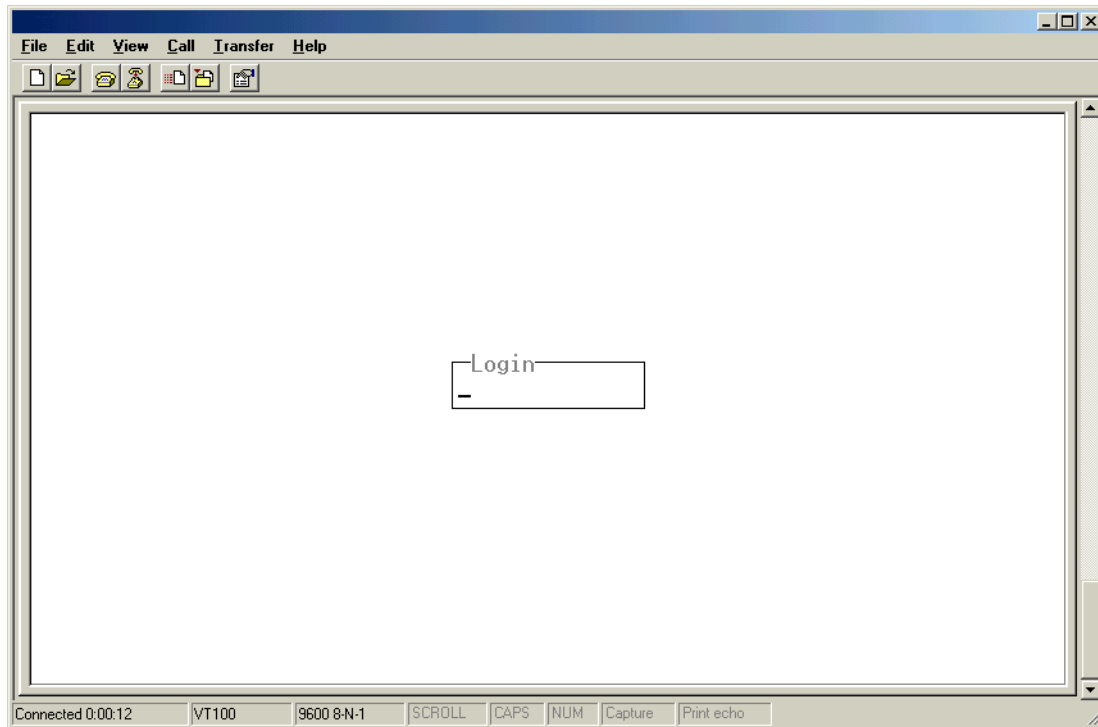 File Edit View Call Transfer Help
Login
Connected 0:00:12 VT100 9600 8-N-1 SCROLL CAPS NUM Capture Print echo